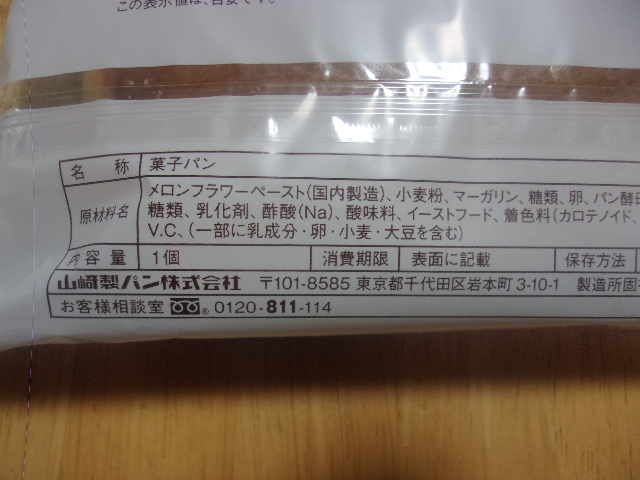 この表示値は、目安です。
名 称 菓子パン
原材料名 メロンフラワーペースト(国内製造)、小麦粉、マーガリン、糖類、卵、パン酵母
糖類、乳化剤、酢酸(Na)、酸味料、イーストフード、着色料(カロテノイド、
V.C、(一部に乳成分・卵・小麦・大豆を含む)
内容量 1個 消費期限 表面に記載 保存方法
山崎製パン株式会社 〒101-8585 東京都千代田区岩本町3-10-1 製造所固
お客様相談室 0120-811-114